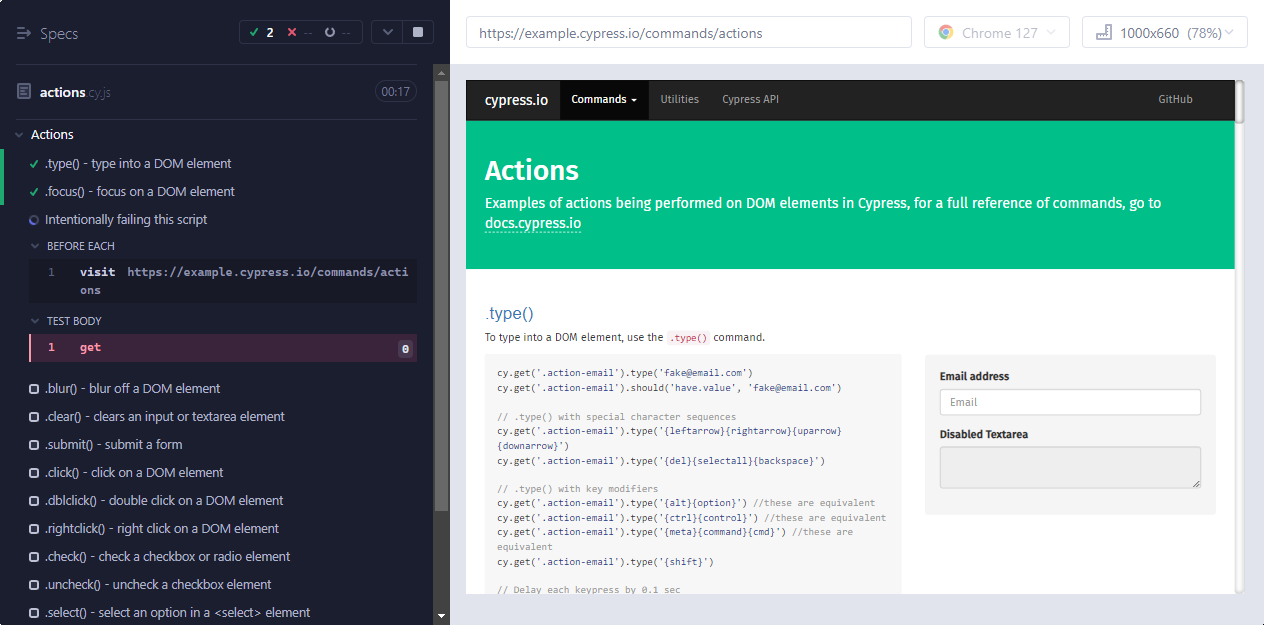 Specs
2 -- --
actions cy.js
00:17
Actions
.type() - type into a DOM element
.focus() - focus on a DOM element
Intentionally failing this script
BEFORE EACH
1 visit https://example.cypress.io/commands/acti
ons
TEST BODY
1 get 0
.blur() - blur off a DOM element
.clear() - clears an input or textarea element
.submit() - submit a form
.click() - click on a DOM element
.dblclick() - double click on a DOM element
.rightclick() - right click on a DOM element
.check() - check a checkbox or radio element
.uncheck() - uncheck a checkbox element
.select() - select an option in a <select> element
https://example.cypress.io/commands/actions
Chrome 127
1000x660 (78%)
cypress.io Commands Utilities Cypress API GitHub
Actions
Examples of actions being performed on DOM elements in Cypress, for a full reference of commands, go to
docs.cypress.io
.type()
To type into a DOM element, use the .type() command.
cy.get('.action-email').type('fake@email.com')
cy.get('.action-email').should('have.value', 'fake@email.com')
// .type() with special character sequences
cy.get('.action-email').type('{leftarrow}{rightarrow}{uparrow}
{downarrow}')
cy.get('.action-email').type('{del}{selectall}{backspace}')
// .type() with key modifiers
cy.get('.action-email').type('{alt}{option}') //these are equivalent
cy.get('.action-email').type('{ctrl}{control}') //these are equivalent
cy.get('.action-email').type('{meta}{command}{cmd}') //these are
equivalent
cy.get('.action-email').type('{shift}')
// Delay each keypress by 0.1 sec
Email address
Email
Disabled Textarea